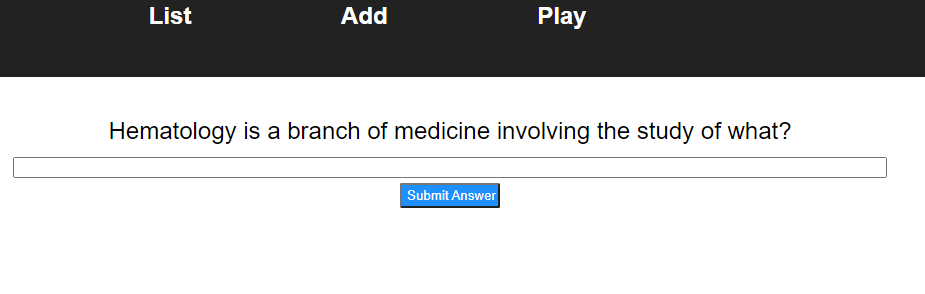 List Add Play
Hematology is a branch of medicine involving the study of what?
Submit Answer